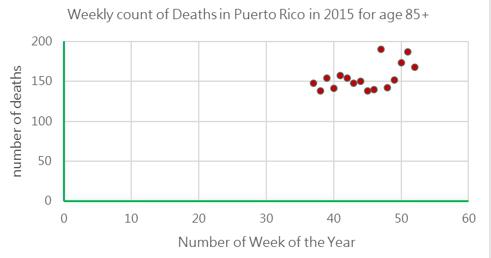 Weekly count of Deaths in Puerto Rico in 2015 for age 85+
number of deaths
200
150
100
50
0
0 10 20 30 40 50 60
Number of Week of the Year